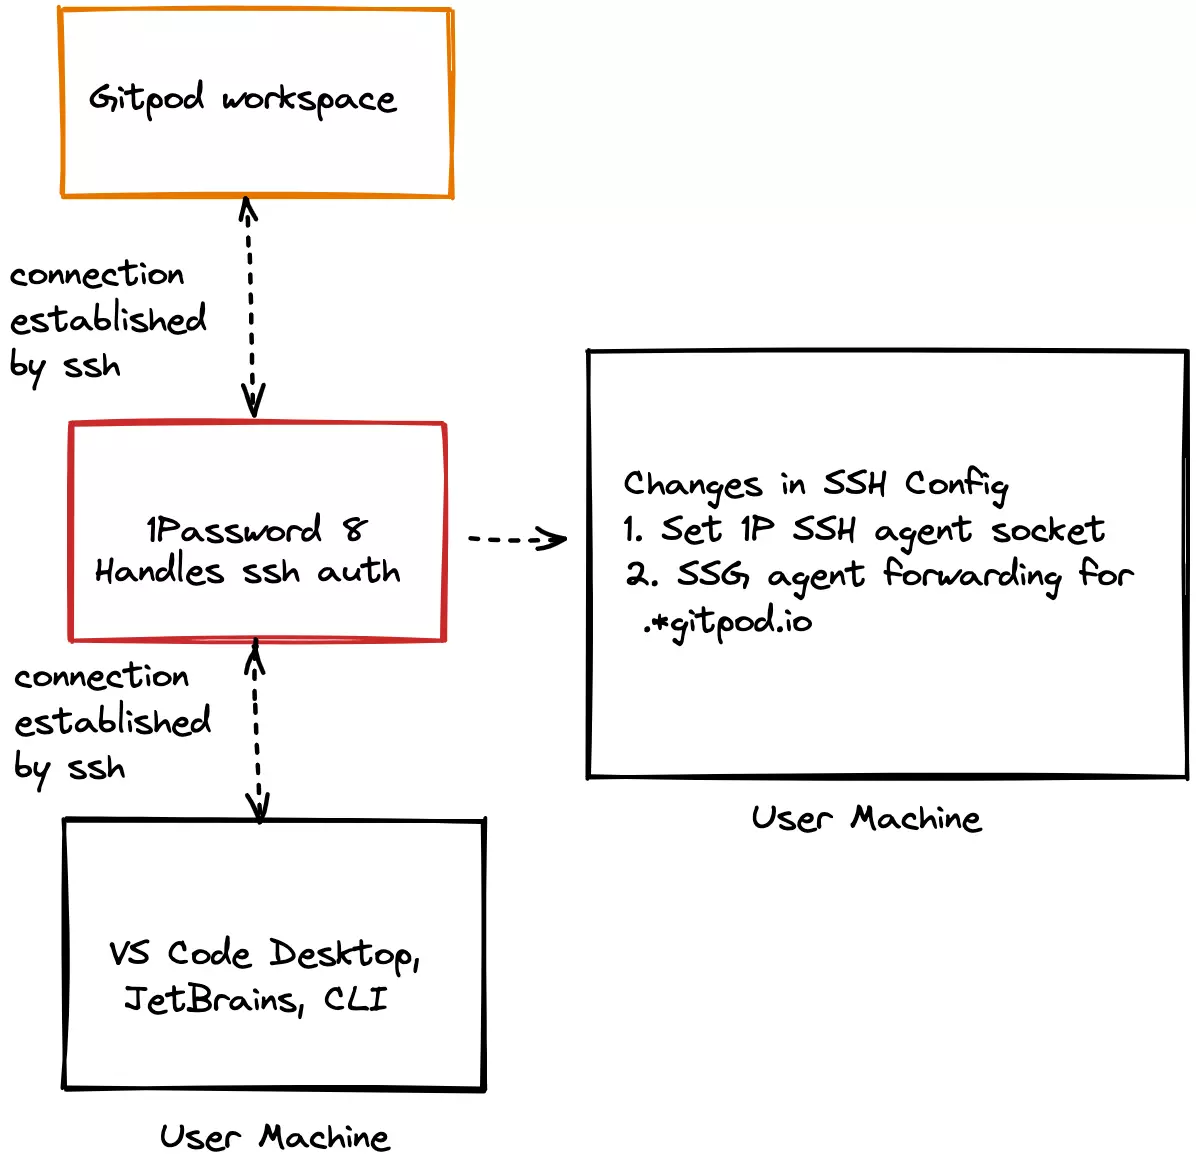 Gitpod workspace
connection
established
by ssh
1Password 8
Handles ssh auth
Changes in SSH Config
1. Set 1P SSH agent socket
2. SSG agent forwarding for
.*gitpod.io
User Machine
connection
established
by ssh
VS Code Desktop,
JetBrains, CLI
User Machine